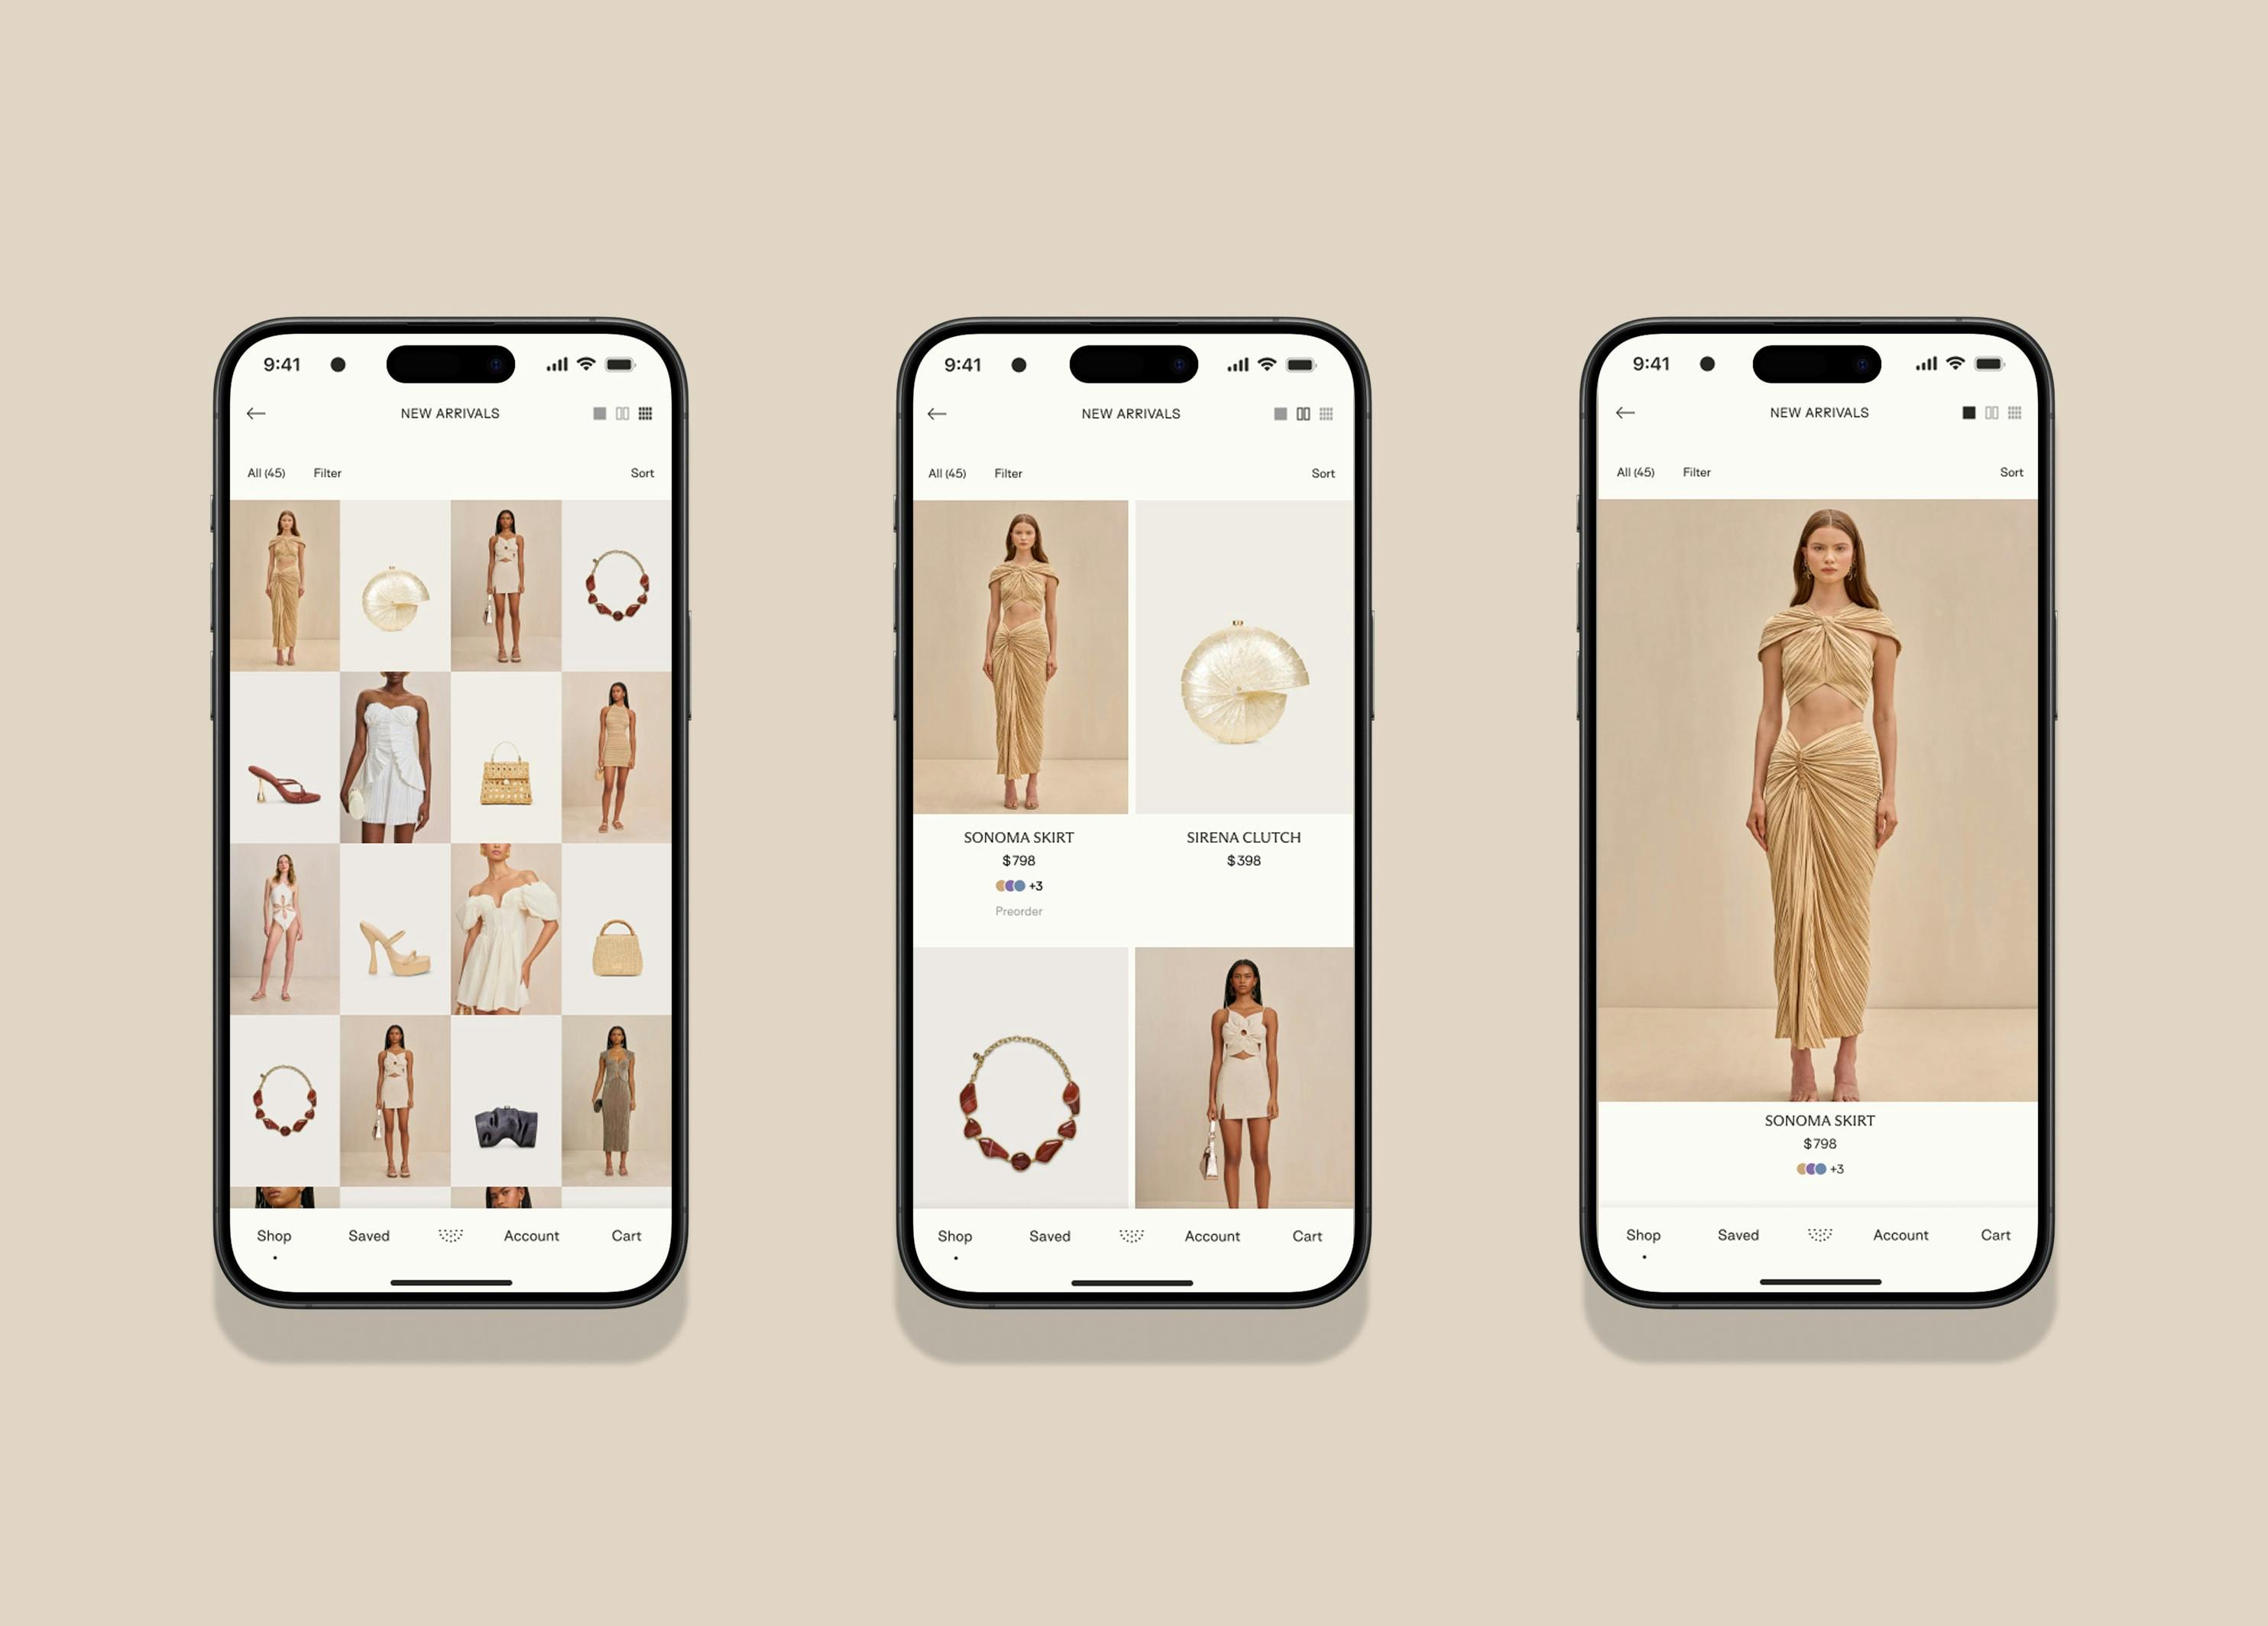 9:41
NEW ARRIVALS
All (45) Filter Sort
Shop Saved Account Cart
9:41
NEW ARRIVALS
All (45) Filter Sort
SONOMA SKIRT
$798
+3
Preorder
SIRENA CLUTCH
$398
Shop Saved Account Cart
9:41
NEW ARRIVALS
All (45) Filter Sort
SONOMA SKIRT
$798
+3
Shop Saved Account Cart